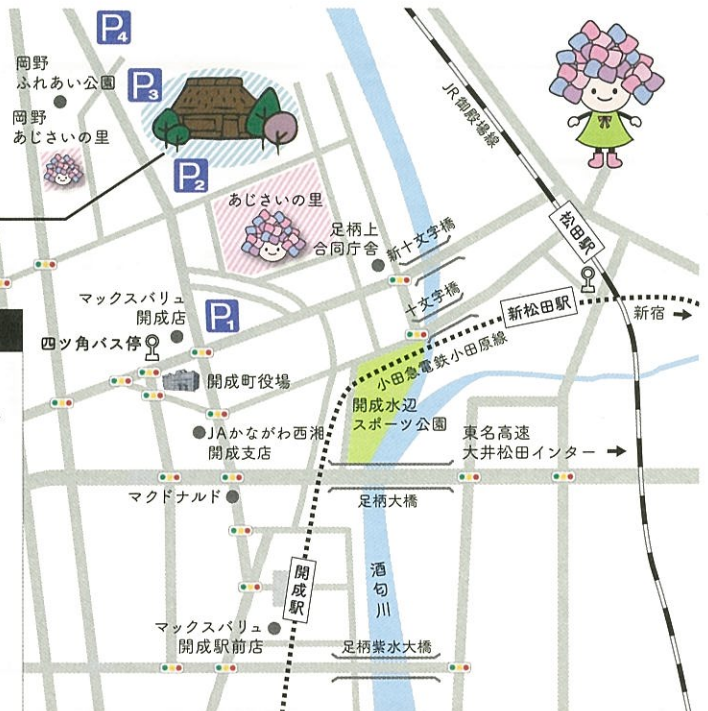 P4
岡野
ふれあい公園
P3
岡野
あじさいの里
P2
JR御殿場線
あじさいの里
足柄上
合同庁舎
新十文字橋
松田駅
十文字橋
新松田駅
新宿
マックスバリュ
開成店
P1
四ツ角バス停
小田急電鉄小田原線
開成町役場
開成水辺
スポーツ公園
JAかながわ西湘
開成支店
東名高速
大井松田インター
マクドナルド
足柄大橋
開成駅
酒匂川
マックスバリュ
開成駅前店
足柄紫水大橋